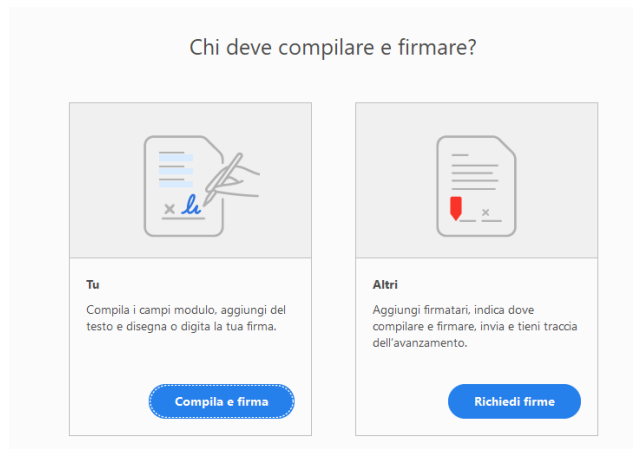 Chi deve compilare e firmare?
Tu
Compila i campi modulo, aggiungi del
testo e disegna o digita la tua firma.
Compila e firma
Altri
Aggiungi firmatari, indica dove
compilare e firmare, invia e tieni traccia
dell'avanzamento.
Richiedi firme